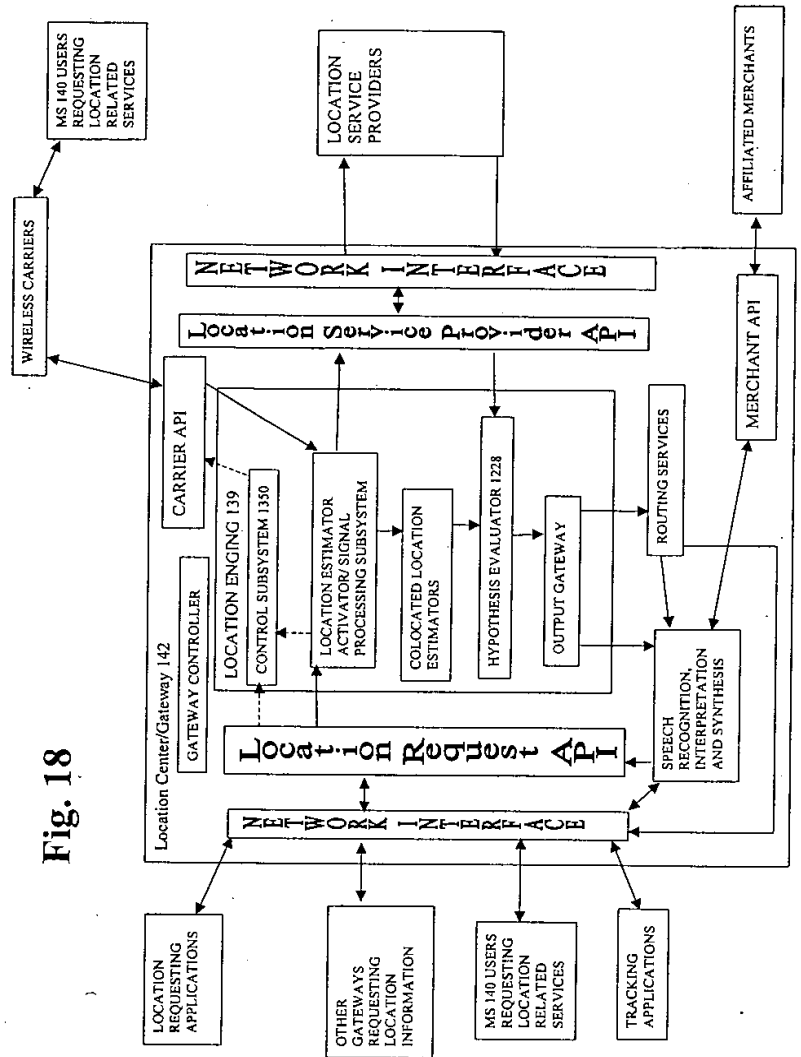 Fig. 18
MS 140 USERS
REQUESTING
LOCATION
RELATED
SERVICES
WIRELESS CARRIERS
LOCATION
SERVICE
PROVIDERS
AFFILIATED MERCHANTS
Location Center/Gateway 142
GATEWAY CONTROLLER
CARRIER API
NETWORK INTERFACE
Location Service Provider API
LOCATION ENGING 139
CONTROL SUBSYSTEM 1350
LOCATION ESTIMATOR
ACTIVATOR/ SIGNAL
PROCESSING SUBSYSTEM
COLOCATED LOCATION
ESTIMATORS
HYPOTHESIS EVALUATOR 1228
OUTPUT GATEWAY
ROUTING SERVICES
MERCHANT API
Location Request API
SPEECH
RECOGNITION,
INTERPRETATION
AND SYNTHESIS
NETWORK INTERFACE
LOCATION
REQUESTING
APPLICATIONS
OTHER
GATEWAYS
REQUESTING
LOCATION
INFORMATION
MS 140 USERS
REQUESTING
LOCATION
RELATED
SERVICES
TRACKING
APPLICATIONS